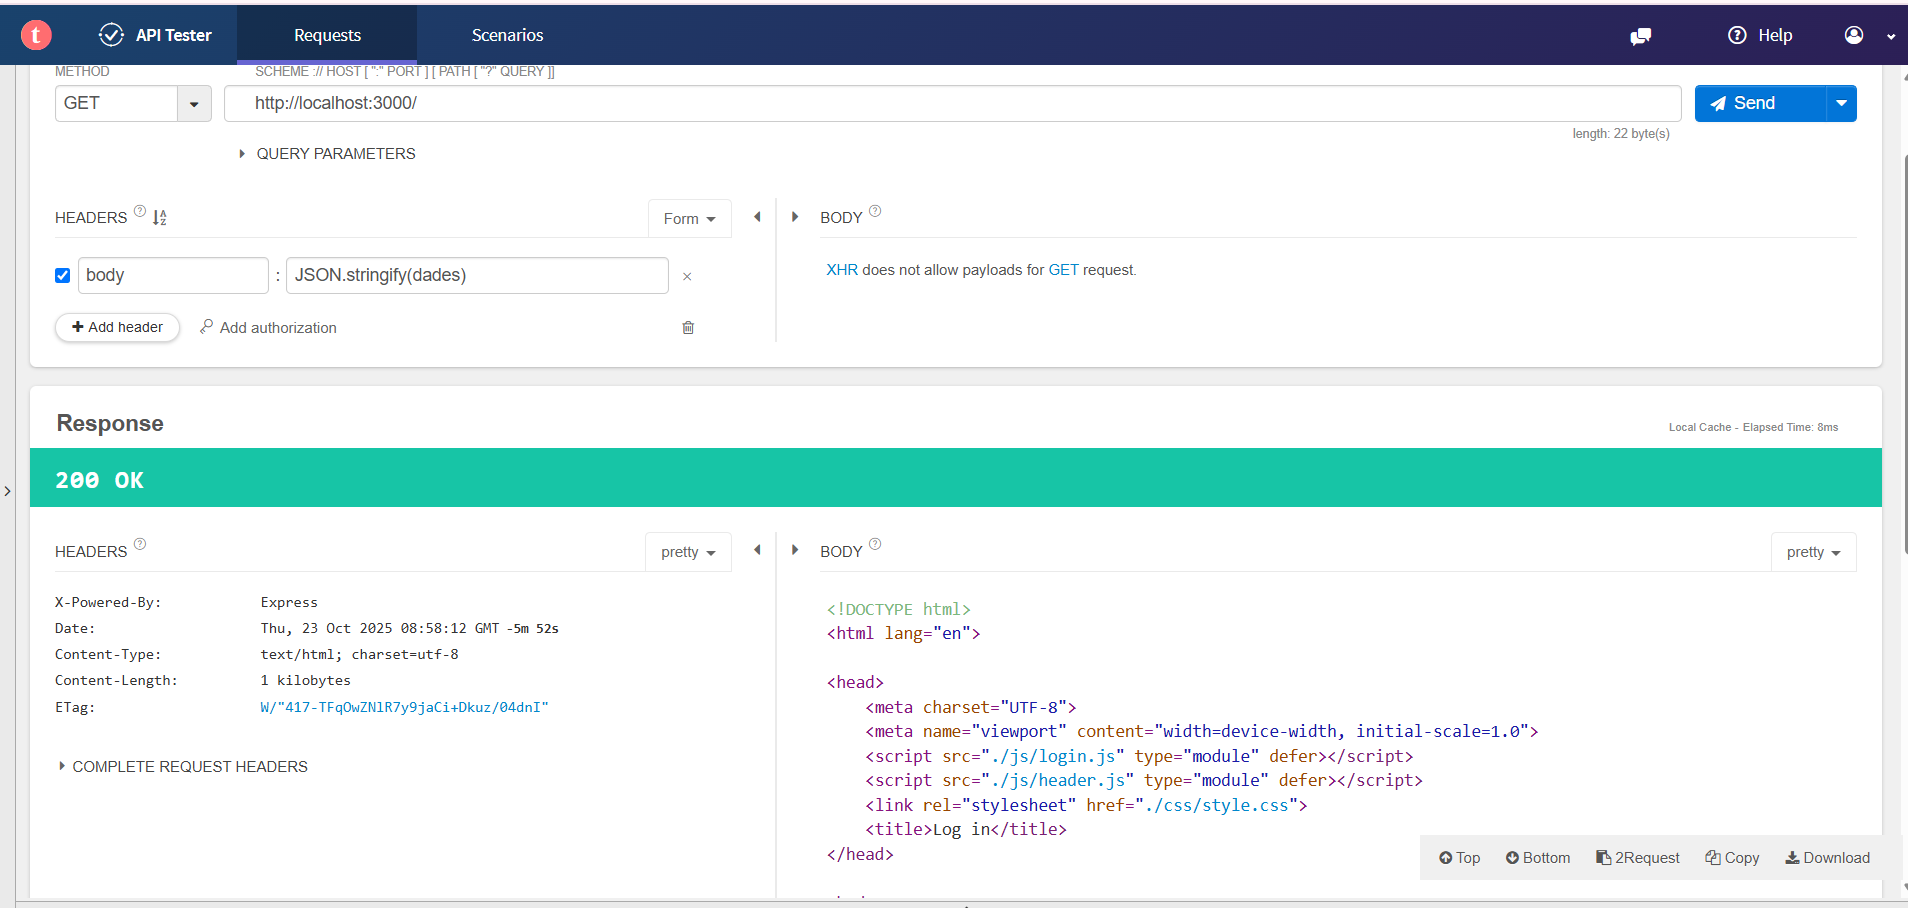 t API Tester Requests Scenarios Help
METHOD SCHEME :// HOST [ ":" PORT ] [ PATH [ "?" QUERY ]]
GET http://localhost:3000/ Send
length: 22 byte(s)
QUERY PARAMETERS
HEADERS ? Form BODY ?
body : JSON.stringify(dades) ×
XHR does not allow payloads for GET request.
Add header Add authorization
Response
Local Cache - Elapsed Time: 8ms
200 OK
HEADERS ? pretty BODY ? pretty
X-Powered-By: Express
Date: Thu, 23 Oct 2025 08:58:12 GMT -5m 52s
Content-Type: text/html; charset=utf-8
Content-Length: 1 kilobytes
ETag: W/"417-TFqOwZNlR7y9jaCi+Dkuz/04dnI"
COMPLETE REQUEST HEADERS
<!DOCTYPE html>
<html lang="en">
<head>
<meta charset="UTF-8">
<meta name="viewport" content="width=device-width, initial-scale=1.0">
<script src="./js/login.js" type="module" defer></script>
<script src="./js/header.js" type="module" defer></script>
<link rel="stylesheet" href="./css/style.css">
<title>Log in</title>
</head>
Top Bottom 2Request Copy Download